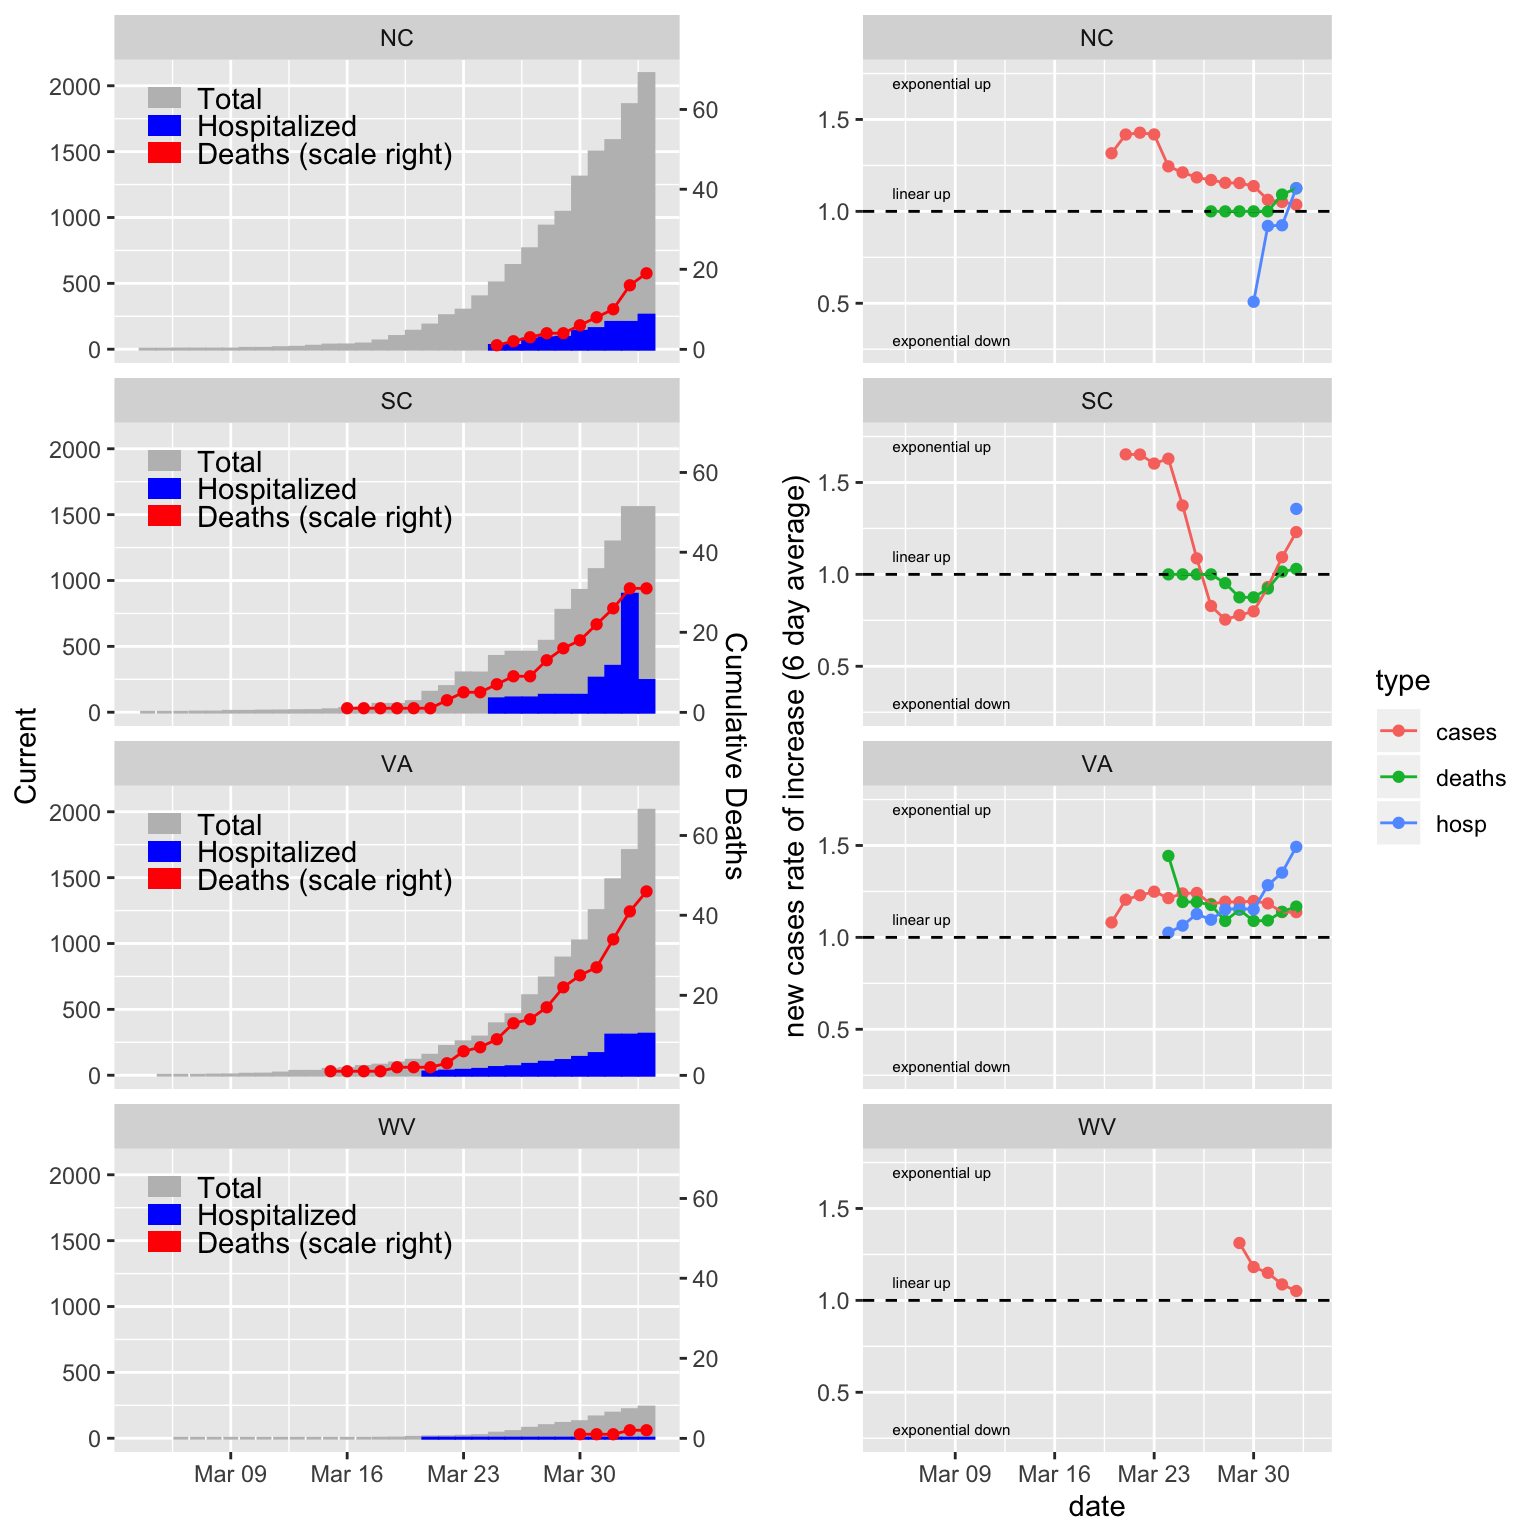 NC
2000
1500
1000
500
0
60
40
20
0
Total
Hospitalized
Deaths (scale right)
SC
2000
1500
1000
500
0
60
40
20
0
Total
Hospitalized
Deaths (scale right)
VA
2000
1500
1000
500
0
60
40
20
0
Total
Hospitalized
Deaths (scale right)
WV
2000
1500
1000
500
0
60
40
20
0
Total
Hospitalized
Deaths (scale right)
Mar 09
Mar 16
Mar 23
Mar 30
Current
Cumulative Deaths
NC
1.5
1.0
0.5
exponential up
linear up
exponential down
SC
1.5
1.0
0.5
exponential up
linear up
exponential down
VA
1.5
1.0
0.5
exponential up
linear up
exponential down
WV
1.5
1.0
0.5
exponential up
linear up
exponential down
Mar 09
Mar 16
Mar 23
Mar 30
date
new cases rate of increase (6 day average)
type
cases
deaths
hosp